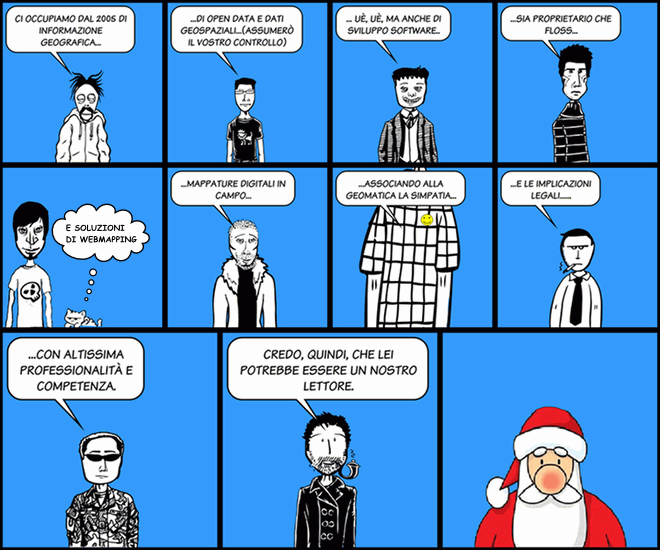 CI OCCUPIAMO DAL 2005 DI
INFORMAZIONE
GEOGRAFICA...
...DI OPEN DATA E DATI
GEOSPAZIALI...(ASSUMERÒ
IL VOSTRO CONTROLLO)
... UÈ, UÈ, MA ANCHE DI
SVILUPPO SOFTWARE..
...SIA PROPRIETARIO CHE
FLOSS...
E SOLUZIONI
DI WEBMAPPING
...MAPPATURE DIGITALI IN
CAMPO...
...ASSOCIANDO ALLA
GEOMATICA LA SIMPATIA...
...E LE IMPLICAZIONI
LEGALI.....
...CON ALTISSIMA
PROFESSIONALITÀ E
COMPETENZA.
CREDO, QUINDI, CHE LEI
POTREBBE ESSERE UN NOSTRO
LETTORE.